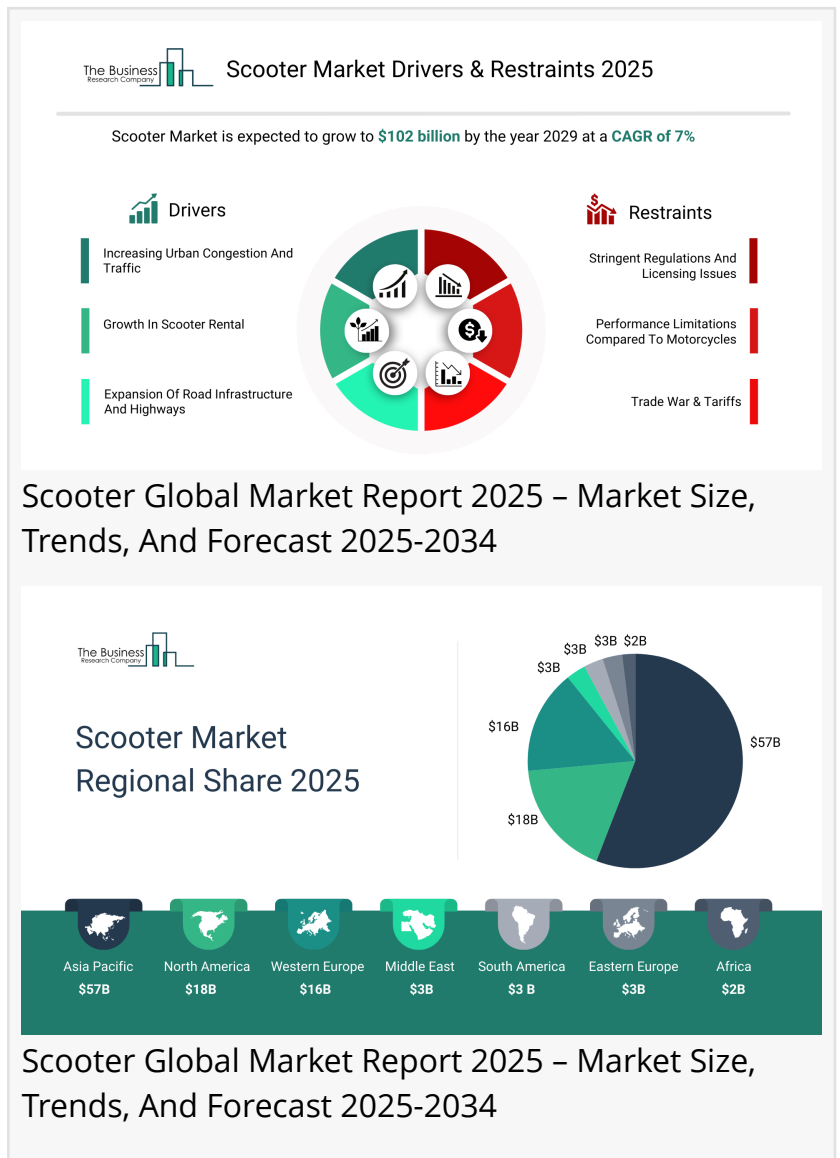 The Business
Research Company
Scooter Market Drivers & Restraints 2025
Scooter Market is expected to grow to $102 billion by the year 2029 at a CAGR of 7%
Drivers
Increasing Urban Congestion And
Traffic
Growth In Scooter Rental
Expansion Of Road Infrastructure
And Highways
$
Restraints
Stringent Regulations And
Licensing Issues
Performance Limitations
Compared To Motorcycles
Trade War & Tariffs
$
Scooter Global Market Report 2025 – Market Size,
Trends, And Forecast 2025-2034
The Business
Research Company
Scooter Market
Regional Share 2025
$3B
$2B
$3B
$3B
$16B
$57B
$18B
Asia Pacific
$57B
North America
$18B
Western Europe
$16B
Middle East
$3B
South America
$3 B
Eastern Europe
$3B
Africa
$2B
Scooter Global Market Report 2025 – Market Size,
Trends, And Forecast 2025-2034